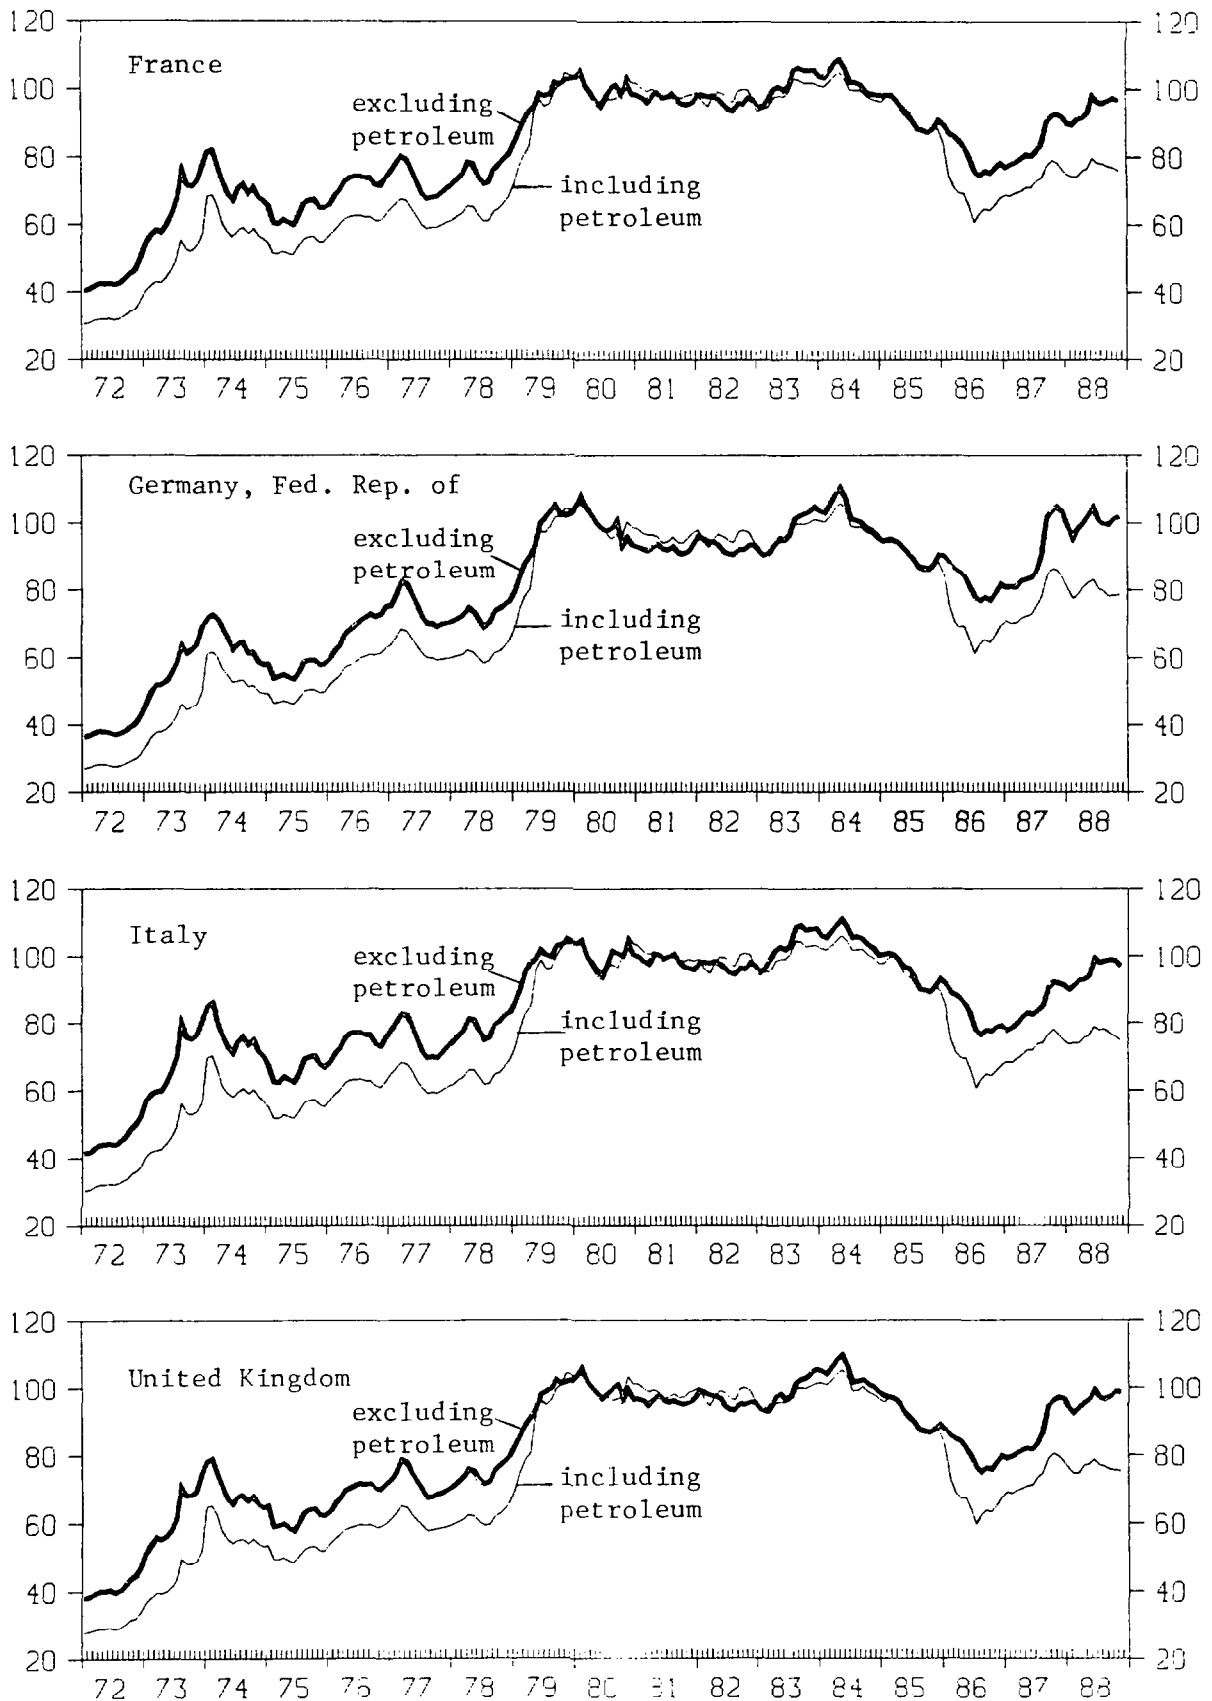 120 120
France
100 excluding 100
petroleum
80 80
including
petroleum
60 60
40 40
20 20
72 73 74 75 76 77 78 79 80 81 82 83 84 85 86 87 88
120 120
Germany, Fed. Rep. of
100 excluding 100
petroleum
80 80
including
petroleum
60 60
40 40
20 20
72 73 74 75 76 77 78 79 80 81 82 83 84 85 86 87 88
120 120
Italy
100 excluding 100
petroleum
80 including 80
petroleum
60 60
40 40
20 20
72 73 74 75 76 77 78 79 80 81 82 83 84 85 86 87 88
120 120
United Kingdom
100 100
excluding
petroleum
80 80
including
petroleum
60 60
40 40
20 20
72 73 74 75 76 77 78 79 80 81 82 83 84 85 86 87 88